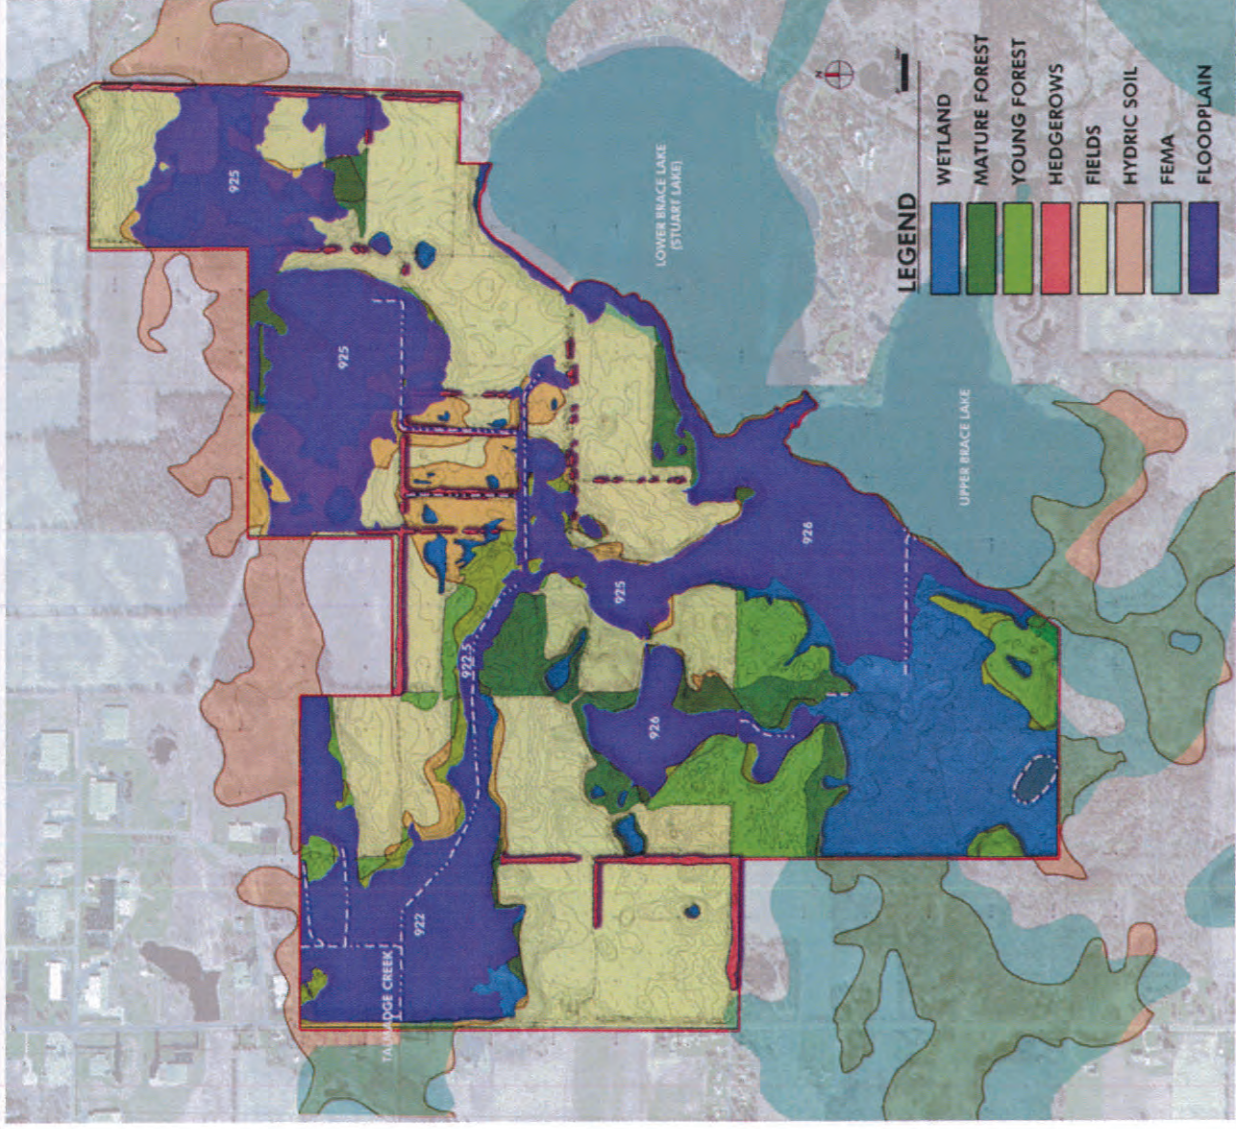 925
925
922.5
925
926
926
922
TALMADGE CREEK
LOWER BRACE LAKE
(STUART LAKE)
UPPER BRACE LAKE
N
LEGEND
WETLAND
MATURE FOREST
YOUNG FOREST
HEDGEROWS
FIELDS
HYDRIC SOIL
FEMA
FLOODPLAIN